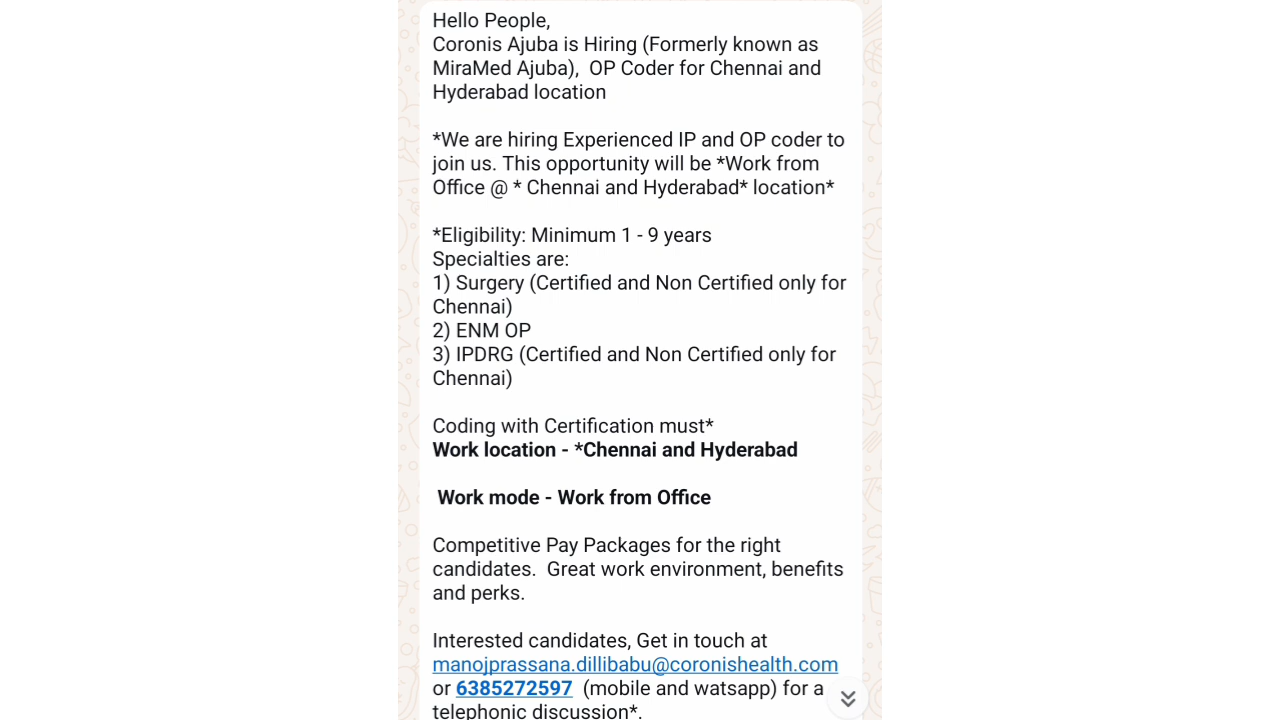 Hello People,
Coronis Ajuba is Hiring (Formerly known as
MiraMed Ajuba),  OP Coder for Chennai and
Hyderabad location
*We are hiring Experienced IP and OP coder to
join us. This opportunity will be *Work from
Office @ * Chennai and Hyderabad* location*
*Eligibility: Minimum 1 - 9 years
Specialties are:
1) Surgery (Certified and Non Certified only for
Chennai)
2) ENM OP
3) IPDRG (Certified and Non Certified only for
Chennai)
Coding with Certification must*
Work location - *Chennai and Hyderabad
Work mode - Work from Office
Competitive Pay Packages for the right
candidates.  Great work environment, benefits
and perks.
Interested candidates, Get in touch at
manojprassana.dillibabu@coronishealth.com
or 6385272597  (mobile and watsapp) for a
telephonic discussion*.